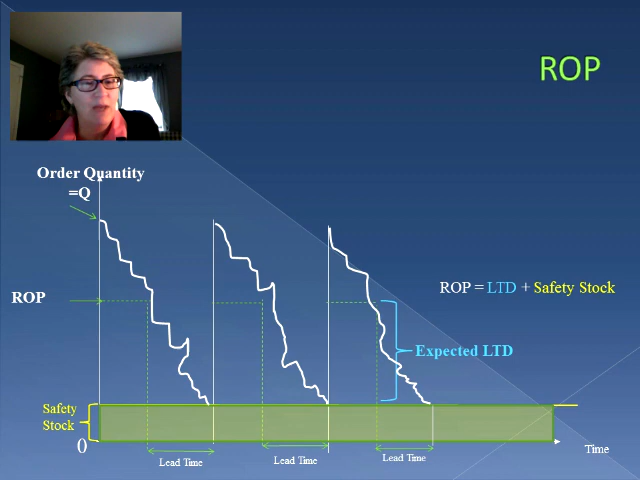 ROP
Order Quantity
=Q
ROP
ROP = LTD + Safety Stock
Expected LTD
Safety
Stock
0
Time
Lead Time
Lead Time
Lead Time